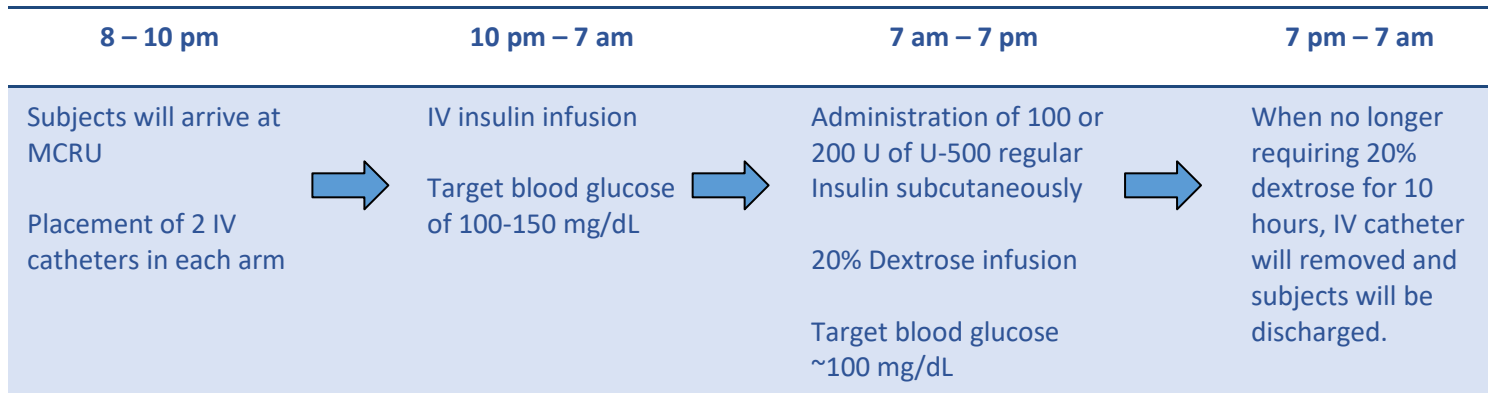 8 – 10 pm
10 pm – 7 am
7 am – 7 pm
7 pm – 7 am
Subjects will arrive at
MCRU
Placement of 2 IV
catheters in each arm
IV insulin infusion
Target blood glucose
of 100-150 mg/dL
Administration of 100 or
200 U of U-500 regular
Insulin subcutaneously
20% Dextrose infusion
Target blood glucose
~100 mg/dL
When no longer
requiring 20%
dextrose for 10
hours, IV catheter
will removed and
subjects will be
discharged.